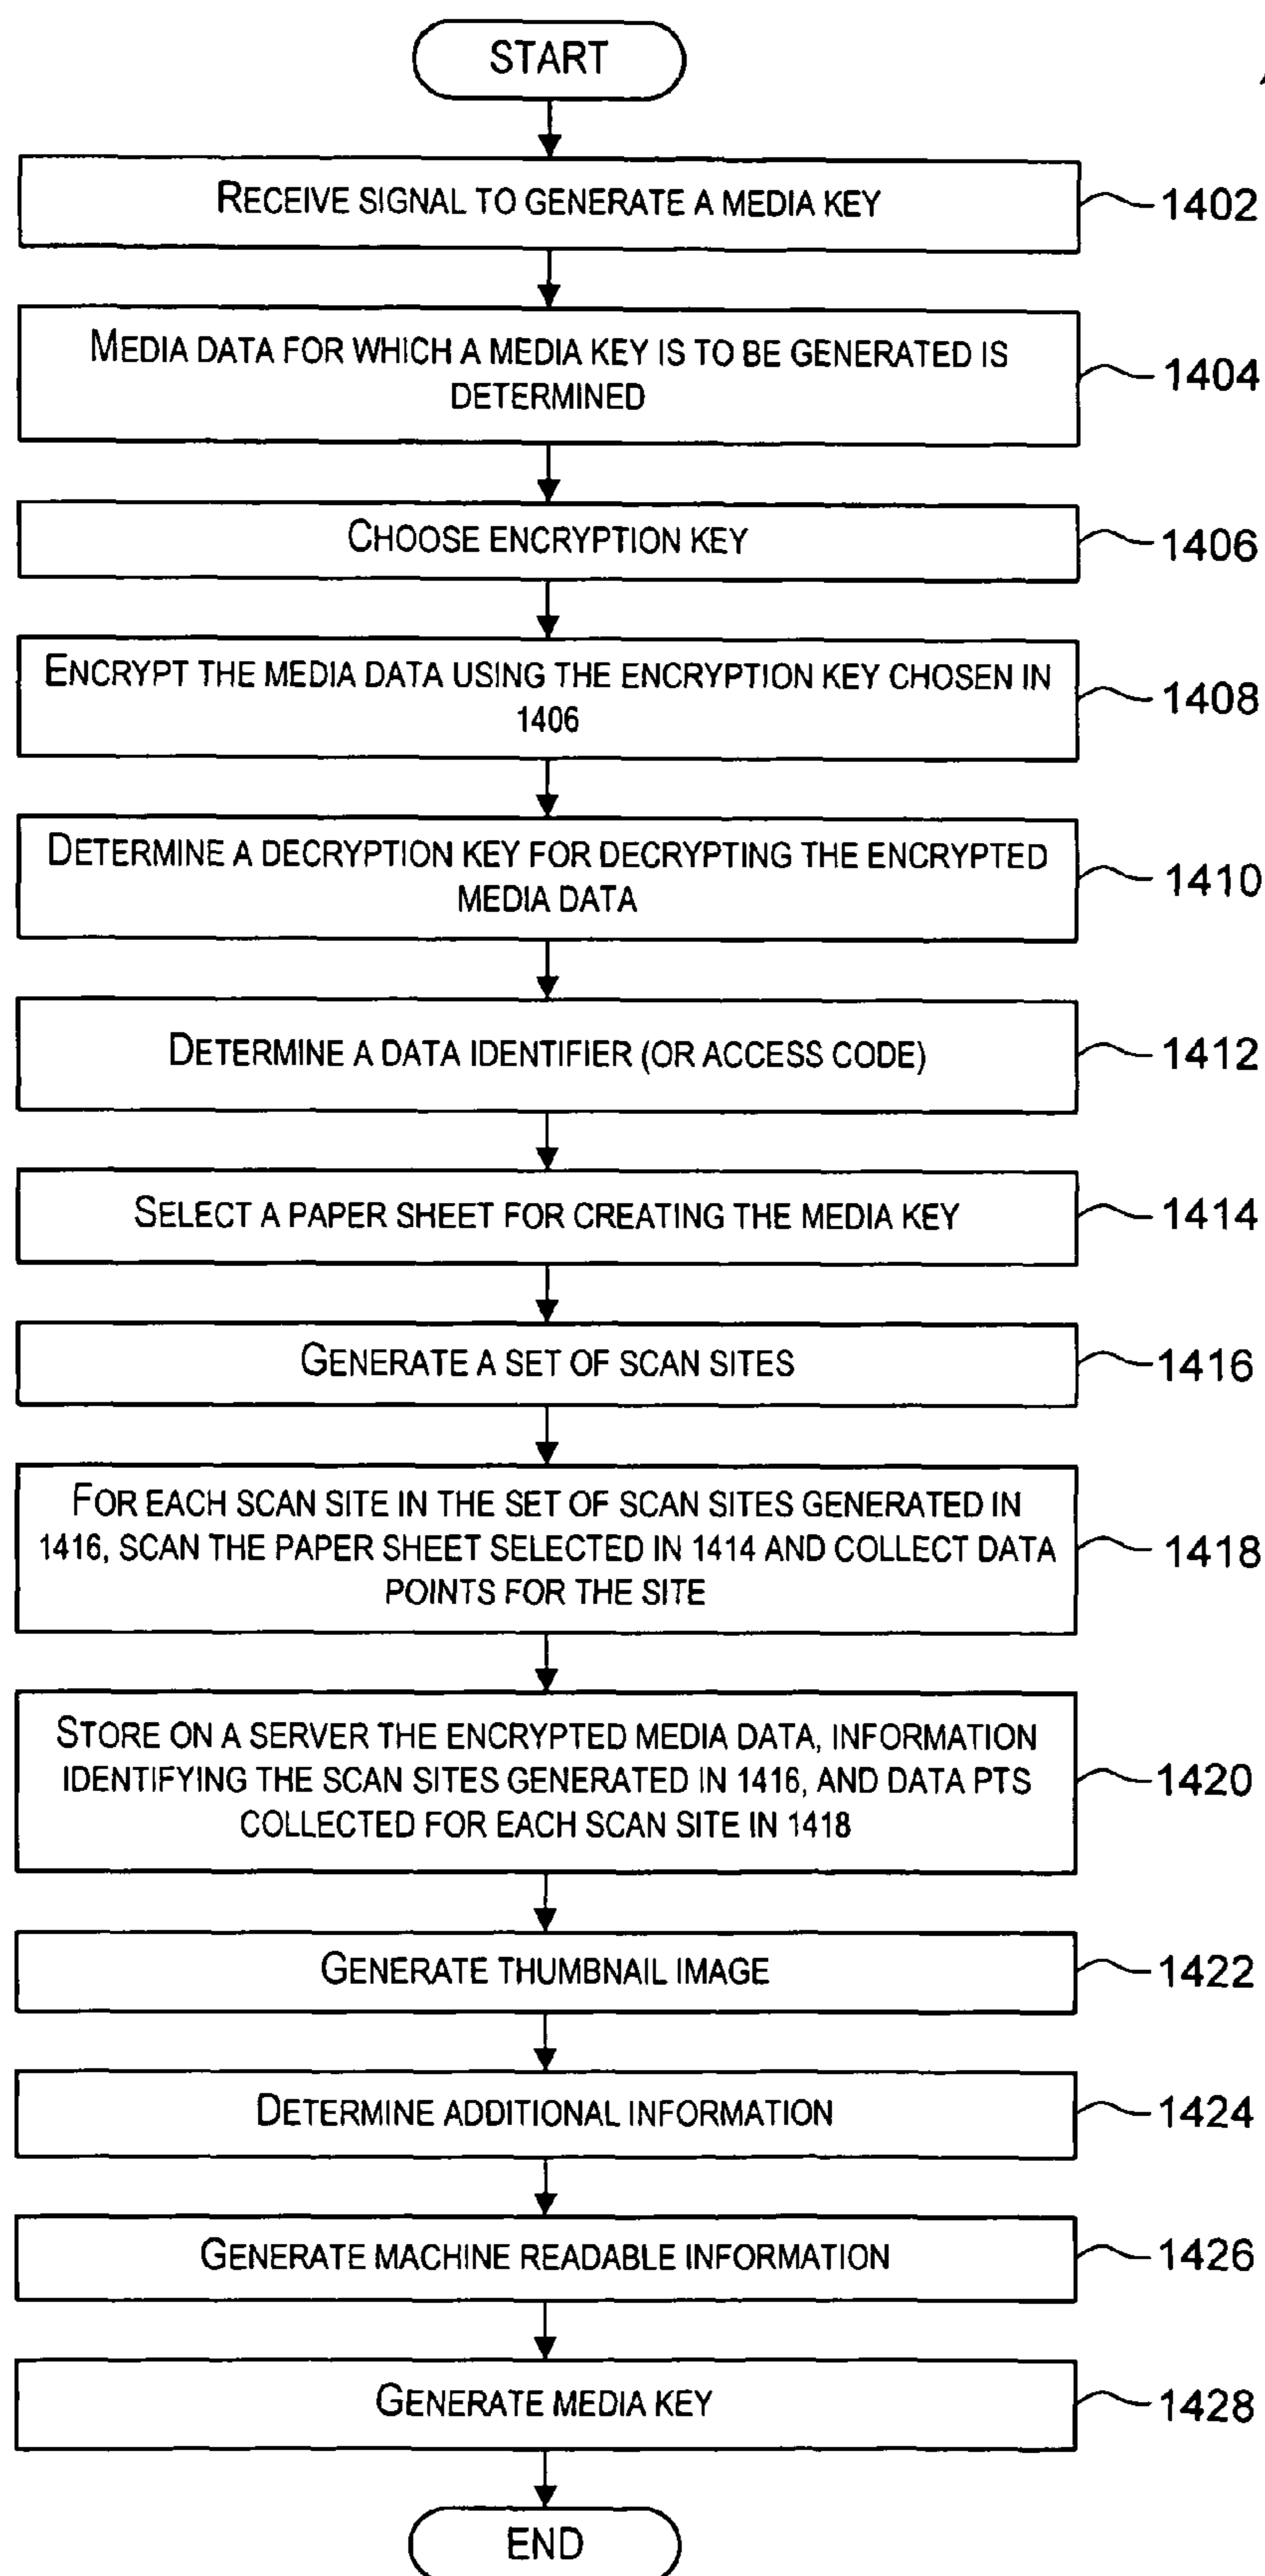 START
RECEIVE SIGNAL TO GENERATE A MEDIA KEY
1402
MEDIA DATA FOR WHICH A MEDIA KEY IS TO BE GENERATED IS
DETERMINED
1404
CHOOSE ENCRYPTION KEY
1406
ENCRYPT THE MEDIA DATA USING THE ENCRYPTION KEY CHOSEN IN
1406
1408
DETERMINE A DECRYPTION KEY FOR DECRYPTING THE ENCRYPTED
MEDIA DATA
1410
DETERMINE A DATA IDENTIFIER (OR ACCESS CODE)
1412
SELECT A PAPER SHEET FOR CREATING THE MEDIA KEY
1414
GENERATE A SET OF SCAN SITES
1416
FOR EACH SCAN SITE IN THE SET OF SCAN SITES GENERATED IN
1416, SCAN THE PAPER SHEET SELECTED IN 1414 AND COLLECT DATA
POINTS FOR THE SITE
1418
STORE ON A SERVER THE ENCRYPTED MEDIA DATA, INFORMATION
IDENTIFYING THE SCAN SITES GENERATED IN 1416, AND DATA PTS
COLLECTED FOR EACH SCAN SITE IN 1418
1420
GENERATE THUMBNAIL IMAGE
1422
DETERMINE ADDITIONAL INFORMATION
1424
GENERATE MACHINE READABLE INFORMATION
1426
GENERATE MEDIA KEY
1428
END